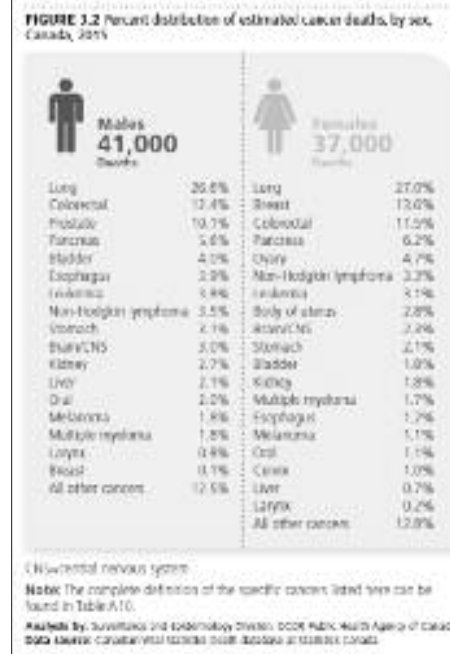 FIGURE 3.2 Percent distribution of estimated cancer deaths, by sex,
Canada, 2015
Males
41,000
Deaths
Lung 26.6%
Colorectal 12.4%
Prostate 10.1%
Pancreas 5.6%
Bladder 4.0%
Esophagus 3.9%
Leukemia 3.8%
Non-Hodgkin lymphoma 3.5%
Stomach 3.1%
Brain/CNS 3.0%
Kidney 2.7%
Liver 2.1%
Oral 2.0%
Melanoma 1.8%
Multiple myeloma 1.8%
Larynx 0.8%
Breast 0.1%
All other cancers 12.5%
Females
37,000
Deaths
Lung 27.0%
Breast 13.6%
Colorectal 11.5%
Pancreas 6.2%
Ovary 4.7%
Non-Hodgkin lymphoma 3.3%
Leukemia 3.1%
Body of uterus 2.8%
Brain/CNS 2.3%
Stomach 2.1%
Bladder 1.8%
Kidney 1.8%
Multiple myeloma 1.7%
Esophagus 1.2%
Melanoma 1.1%
Oral 1.1%
Cervix 1.0%
Liver 0.7%
Larynx 0.2%
All other cancers 12.8%
CNS=central nervous system
Note: The complete definition of the specific cancers listed here can be
found in Table A10.
Analysis by: Surveillance and Epidemiology Division, CCDP, Public Health Agency of Canada
Data source: Canadian Vital Statistics Death database at Statistics Canada